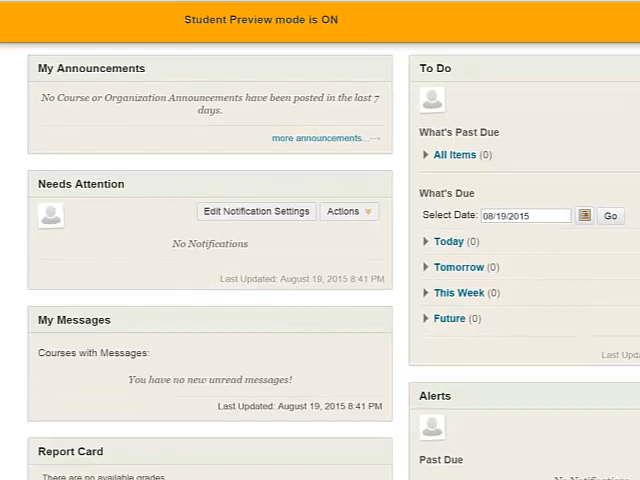 Student Preview mode is ON
My Announcements
No Course or Organization Announcements have been posted in the last 7
days.
more announcements...
Needs Attention
Edit Notification Settings
Actions
No Notifications
Last Updated: August 19, 2015 8:41 PM
My Messages
Courses with Messages:
You have no new unread messages!
Last Updated: August 19, 2015 8:41 PM
Report Card
There are no available grades
To Do
What's Past Due
All Items (0)
What's Due
Select Date: 08/19/2015 Go
Today (0)
Tomorrow (0)
This Week (0)
Future (0)
Last Upda
Alerts
Past Due